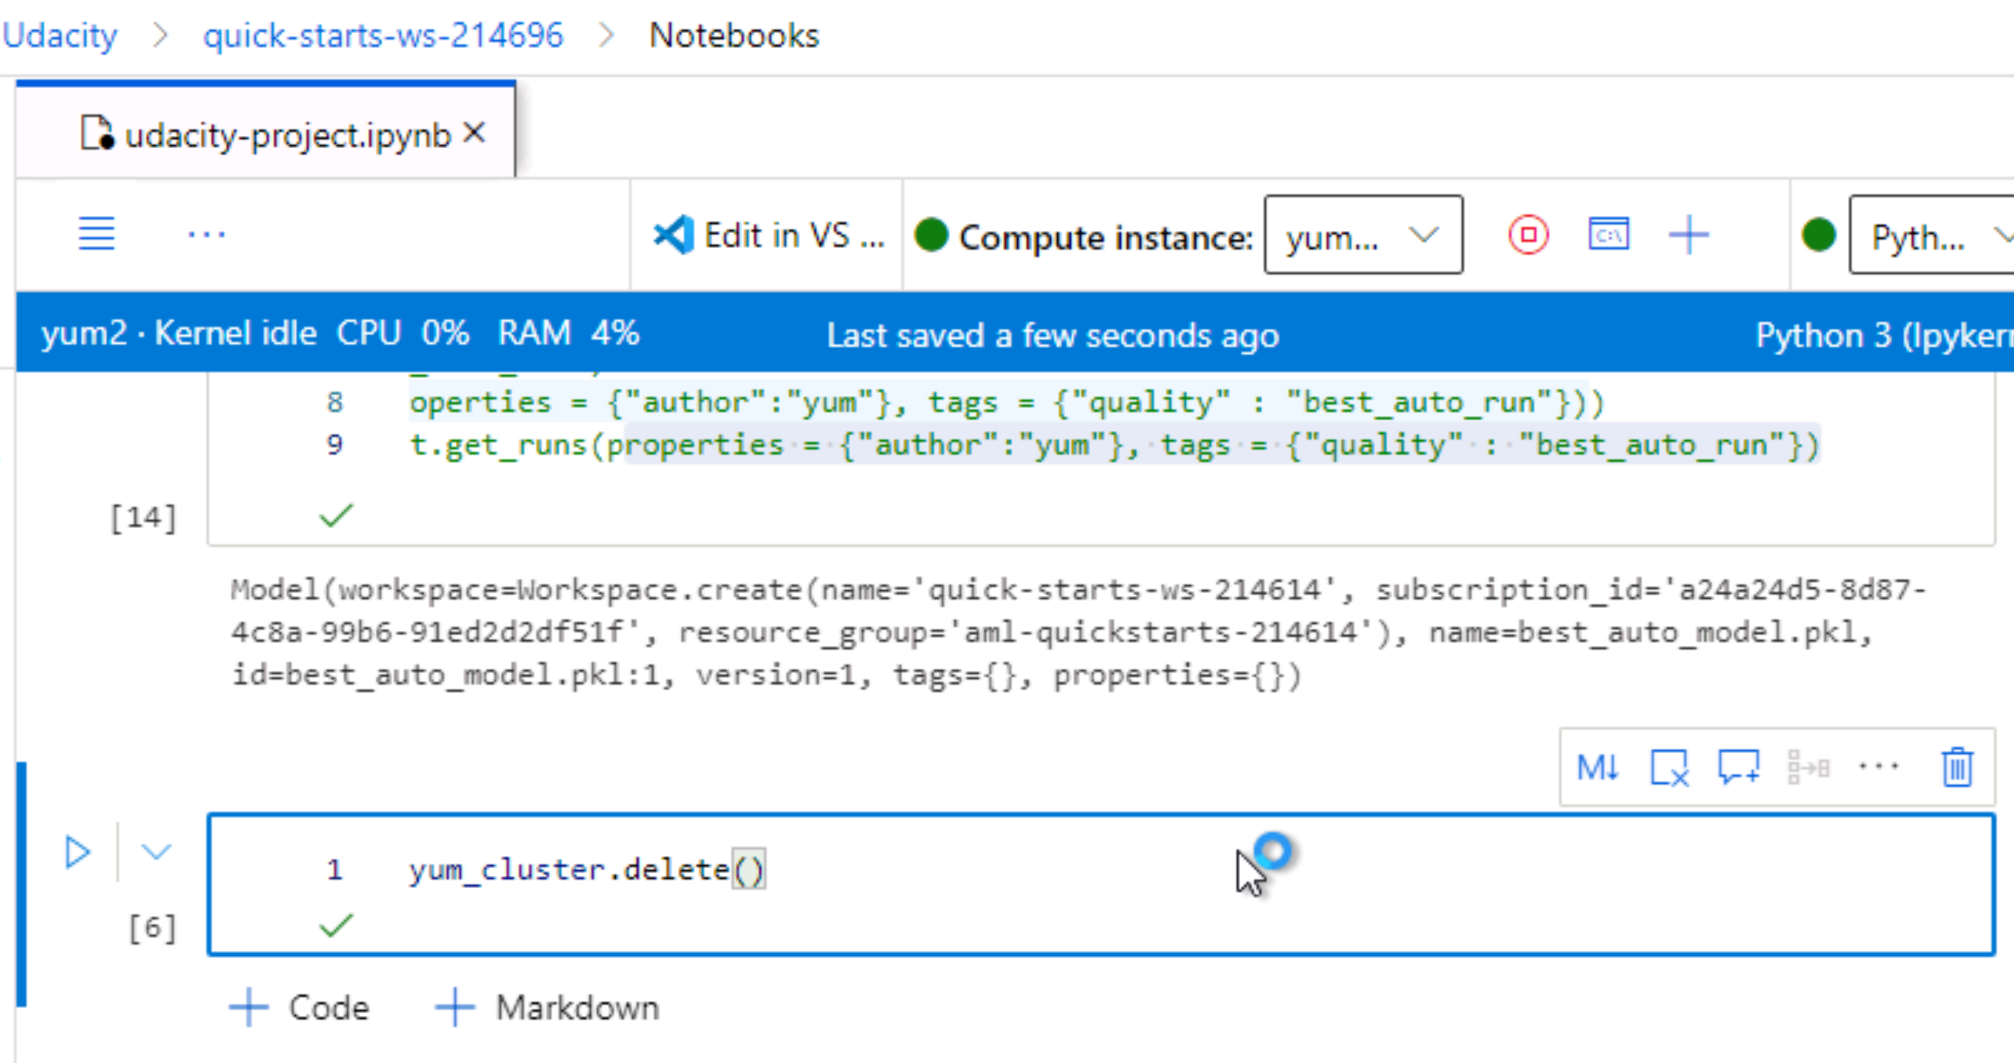 Udacity > quick-starts-ws-214696 > Notebooks
udacity-project.ipynb
Edit in VS ... Compute instance: yum... Pyth...
yum2 · Kernel idle CPU 0% RAM 4% Last saved a few seconds ago Python 3 (Ipykern
8 operties = {"author":"yum"}, tags = {"quality" : "best_auto_run"}))
9 t.get_runs(properties = {"author":"yum"}, tags = {"quality" : "best_auto_run"})
[14]
Model(workspace=Workspace.create(name='quick-starts-ws-214614', subscription_id='a24a24d5-8d87-
4c8a-99b6-91ed2d2df51f', resource_group='aml-quickstarts-214614'), name=best_auto_model.pkl,
id=best_auto_model.pkl:1, version=1, tags={}, properties={})
M↓
1 yum_cluster.delete()
[6]
+ Code + Markdown